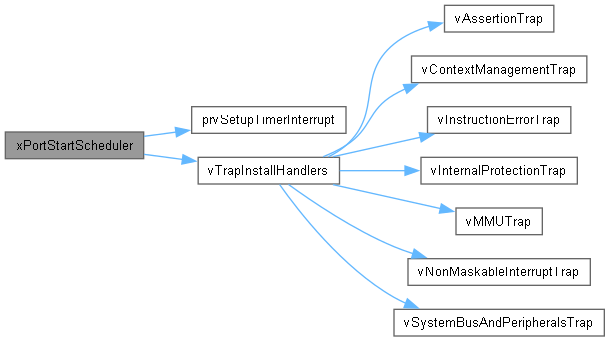 xPortStartScheduler
prvSetupTimerInterrupt
vTrapInstallHandlers
vAssertionTrap
vContextManagementTrap
vInstructionErrorTrap
vInternalProtectionTrap
vMMUTrap
vNonMaskableInterruptTrap
vSystemBusAndPeripheralsTrap